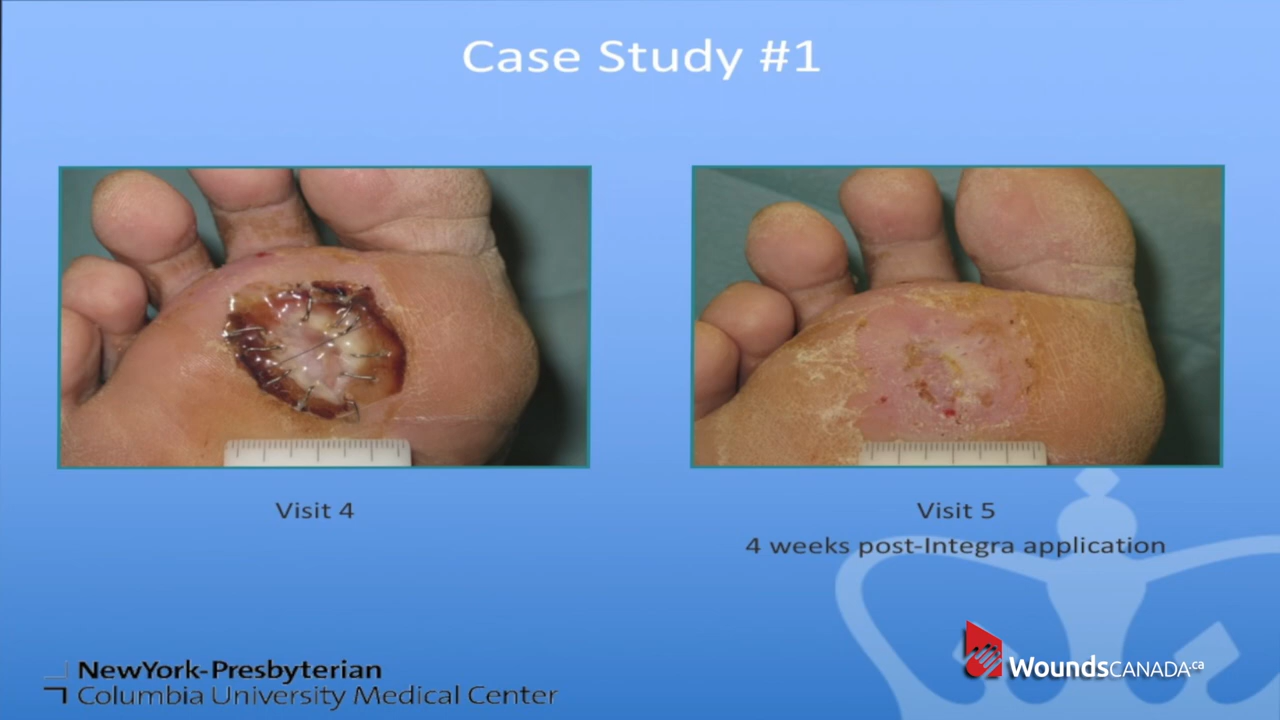 Case Study #1
Visit 4
Visit 5
4 weeks post-Integra application
NewYork-Presbyterian
Columbia University Medical Center
WoundsCANADA.ca